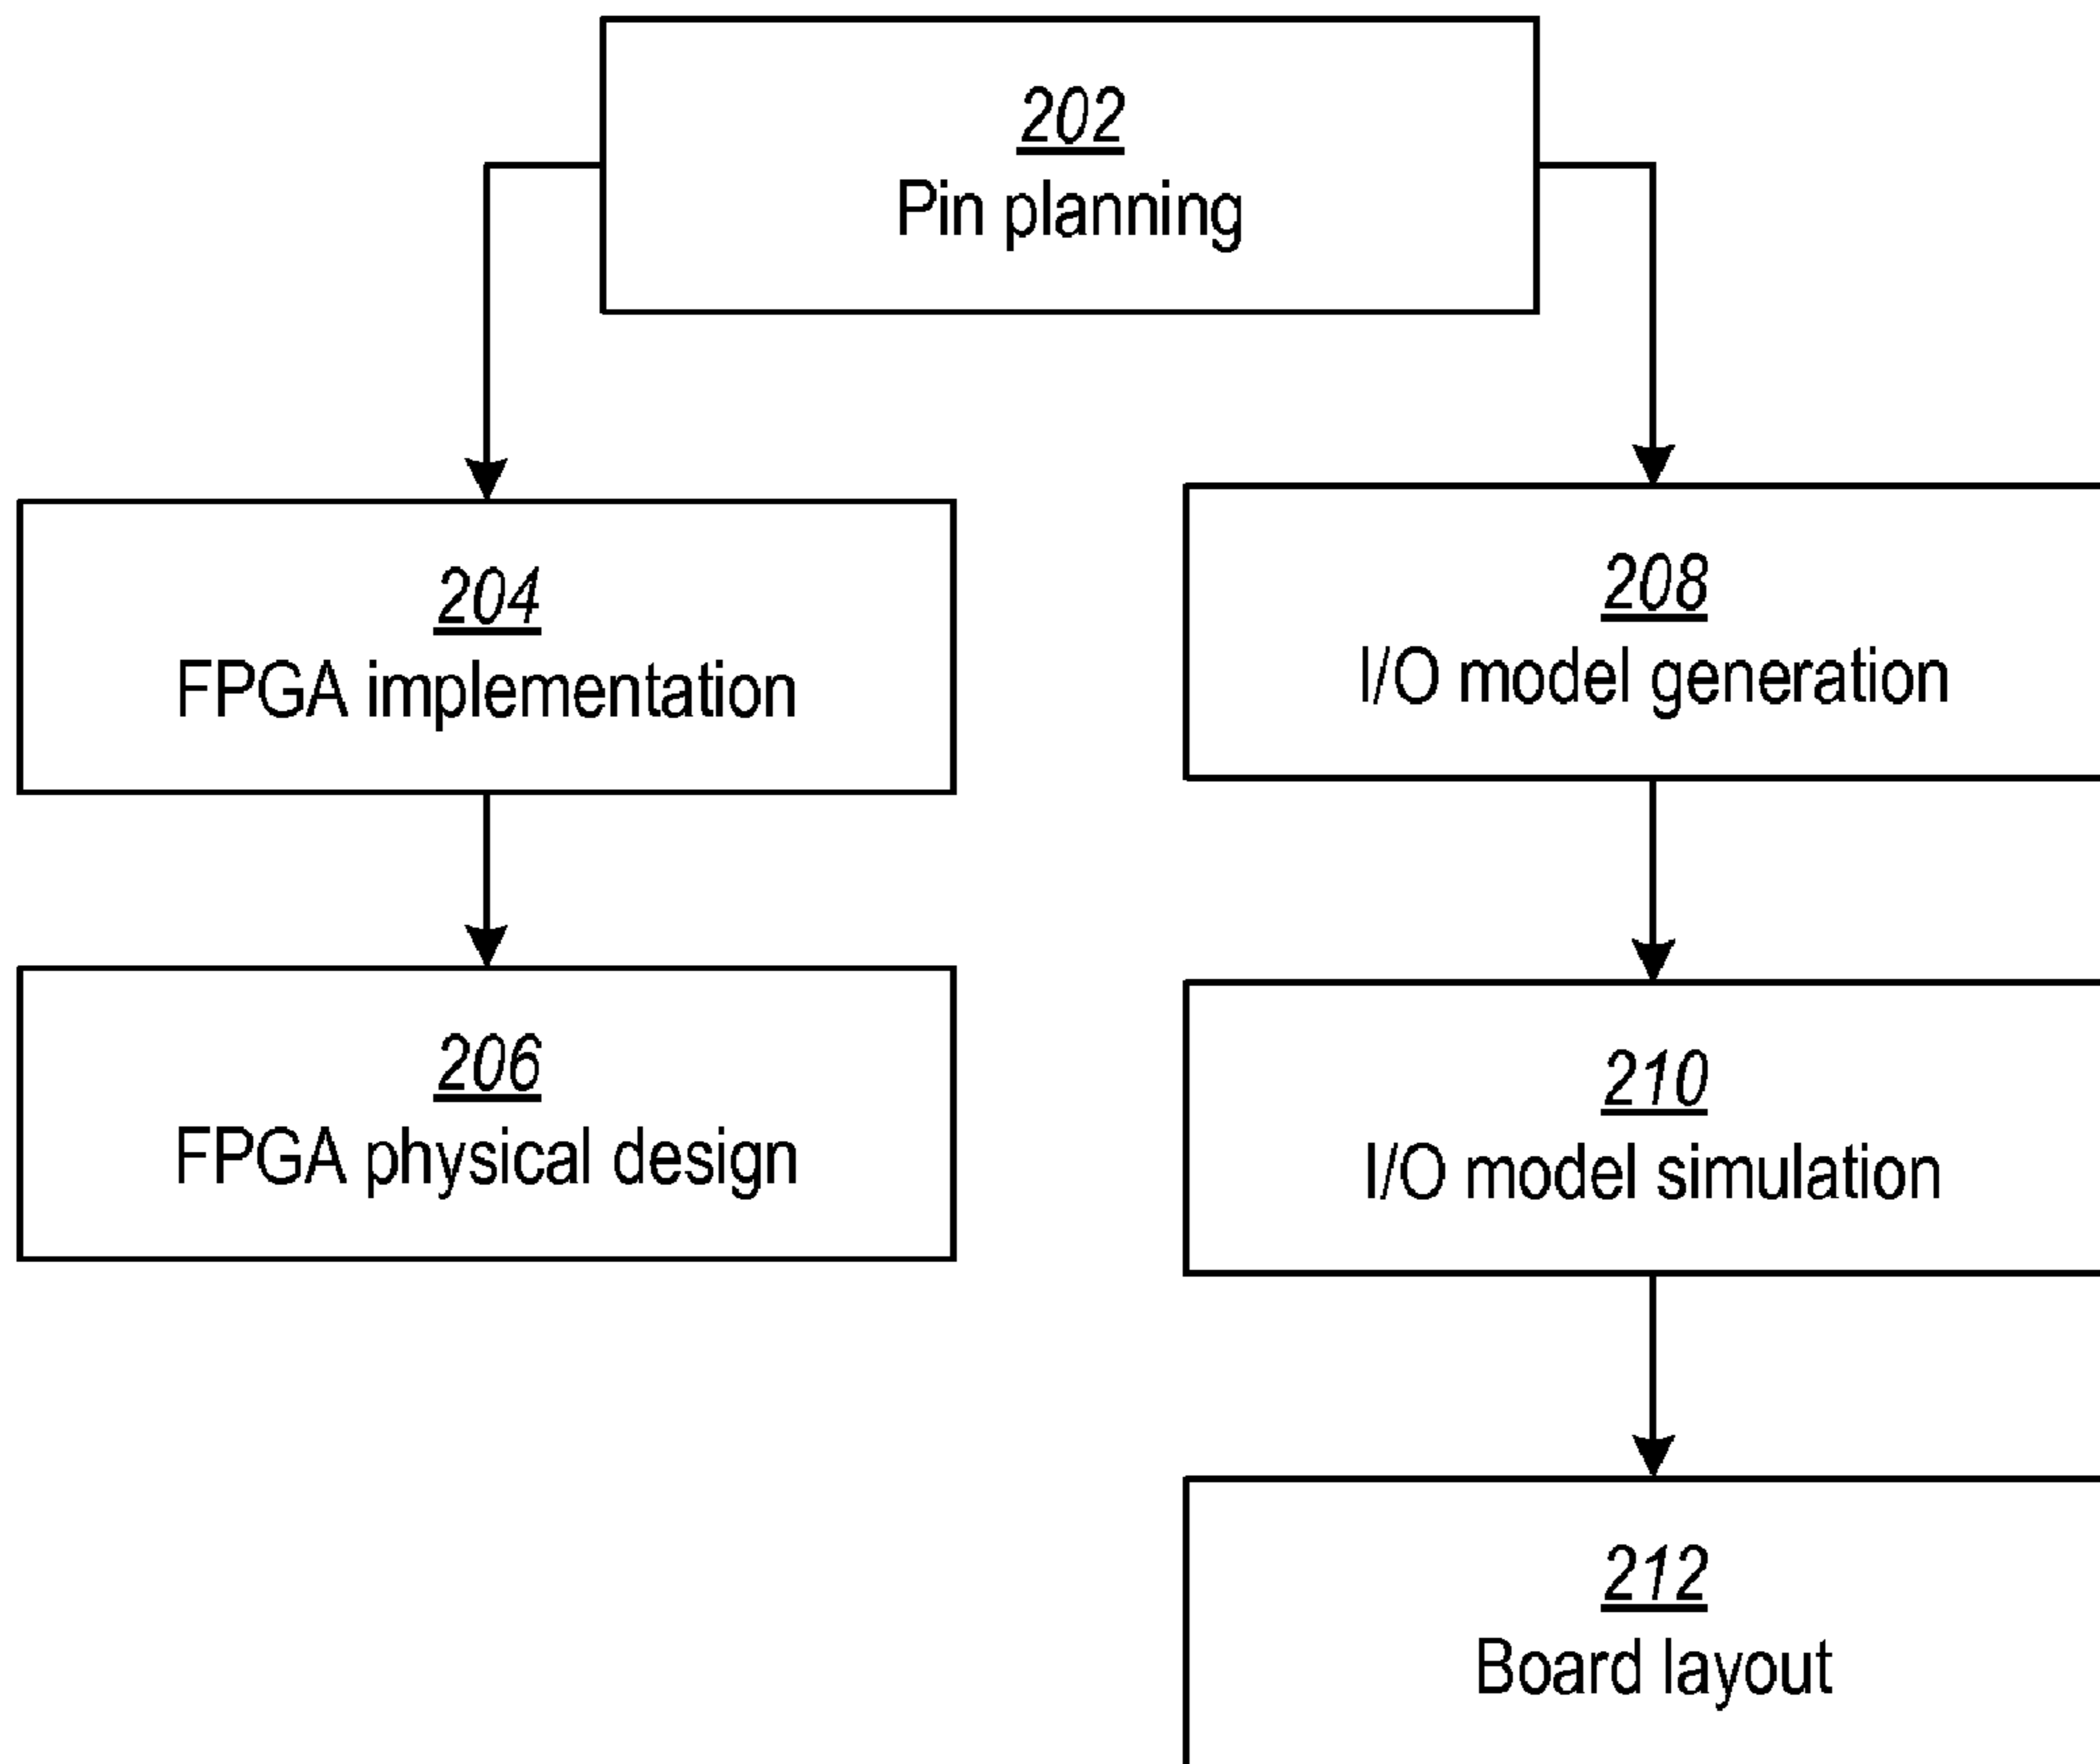 202
Pin planning
204
FPGA implementation
208
I/O model generation
206
FPGA physical design
210
I/O model simulation
212
Board layout